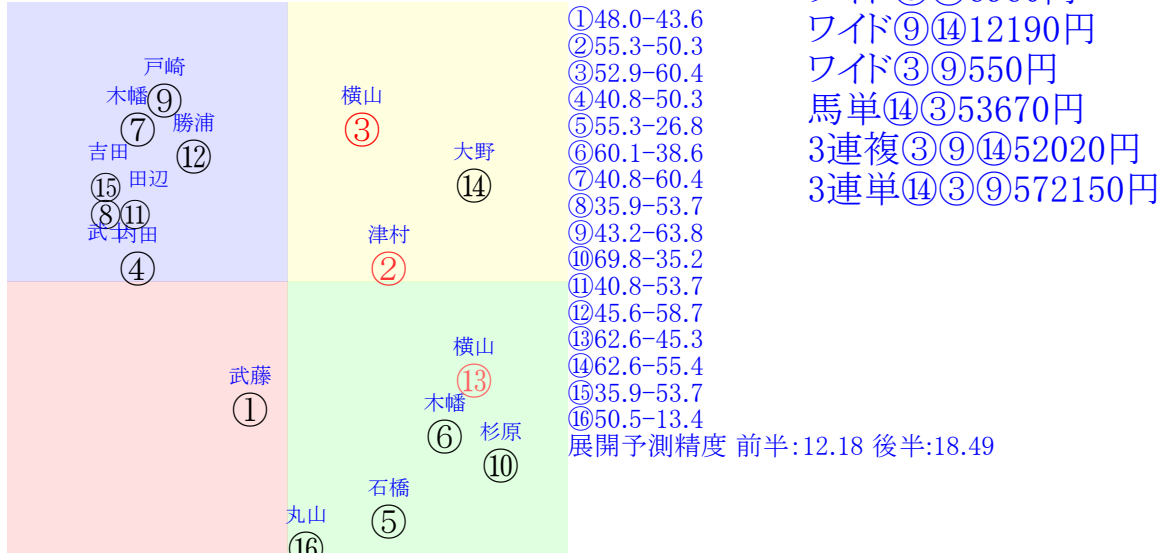 戸崎
木幡⑨
⑦
勝浦
⑫
吉田
⑮
田辺
⑧⑪
内田
④
横山
③
大野
⑭
津村
②
武藤
①
横山
⑬
木幡
⑥
杉原
⑩
石橋
⑤
丸山
⑯
①48.0-43.6
②55.3-50.3
③52.9-60.4
④40.8-50.3
⑤55.3-26.8
⑥60.1-38.6
⑦40.8-60.4
⑧35.9-53.7
⑨43.2-63.8
⑩69.8-35.2
⑪40.8-53.7
⑫45.6-58.7
⑬62.6-45.3
⑭62.6-55.4
⑮35.9-53.7
⑯50.5-13.4
展開予測精度 前半:12.18 後半:18.49
ワイド⑨⑭12190円
ワイド③⑨550円
馬単⑭③53670円
3連複③⑨⑭52020円
3連単⑭③⑨572150円